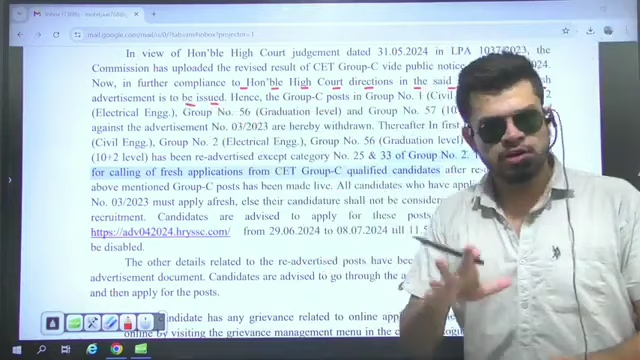 Inbox
mail.google.com/mail/u/0/?tab=rm&ogbl#inbox?projector=1
In view of Hon'ble High Court judgement dated 31.05.2024 in LPA 1037/2023, the
Commission has uploaded the revised result of CET Group-C vide public notice
Now, in further compliance to Hon'ble High Court directions in the said
advertisement is to be issued. Hence, the Group-C posts in Group No. 1 (Civil 2
(Electrical Engg.), Group No. 56 (Graduation level) and Group No. 57 (10
against the advertisement No. 03/2023 are hereby withdrawn. Thereafter in First
(Civil Engg.), Group No. 2 (Electrical Engg.), Group No. 56 (Graduation level)
(10+2 level) has been re-advertised except category No. 25 & 33 of Group No. 2.
for calling of fresh applications from CET Group-C qualified candidates after re-
above mentioned Group-C posts has been made live. All candidates who have
No. 03/2023 must apply afresh, else their candidature shall not be
recruitment. Candidates are advised to apply for these posts
https://adv042024.hryssc.com/ from 29.06.2024 to 08.07.2024 till 11.5
be disabled.
The other details related to the re-advertised posts have been
advertisement document. Candidates are advised to go through the
and then apply for the posts.
candidate has any grievance related to online
online by visiting the grievance management menu in the